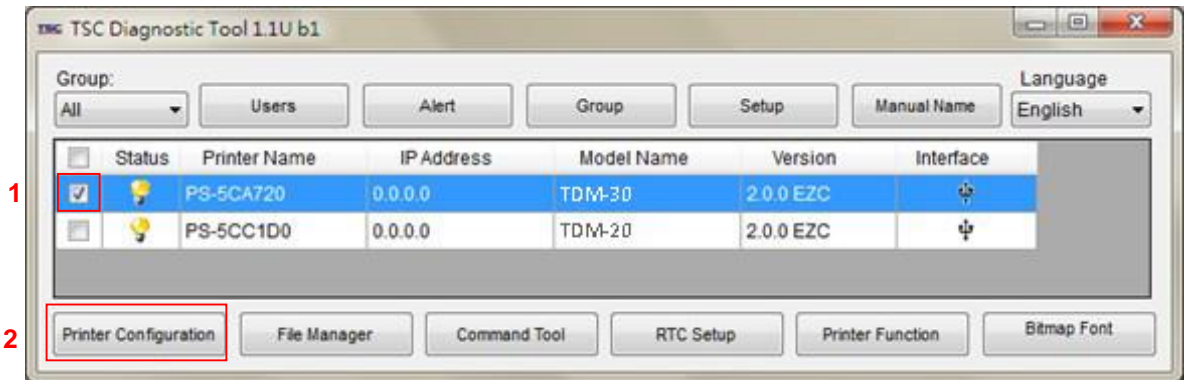 TSC TSC Diagnostic Tool 1.1U b1
Group: Language
All Users Alert Group Setup Manual Name English
Status Printer Name IP Address Model Name Version Interface
1 PS-5CA720 0.0.0.0 TDM-30 2.0.0 EZC
PS-5CC1D0 0.0.0.0 TDM-20 2.0.0 EZC
2 Printer Configuration File Manager Command Tool RTC Setup Printer Function Bitmap Font